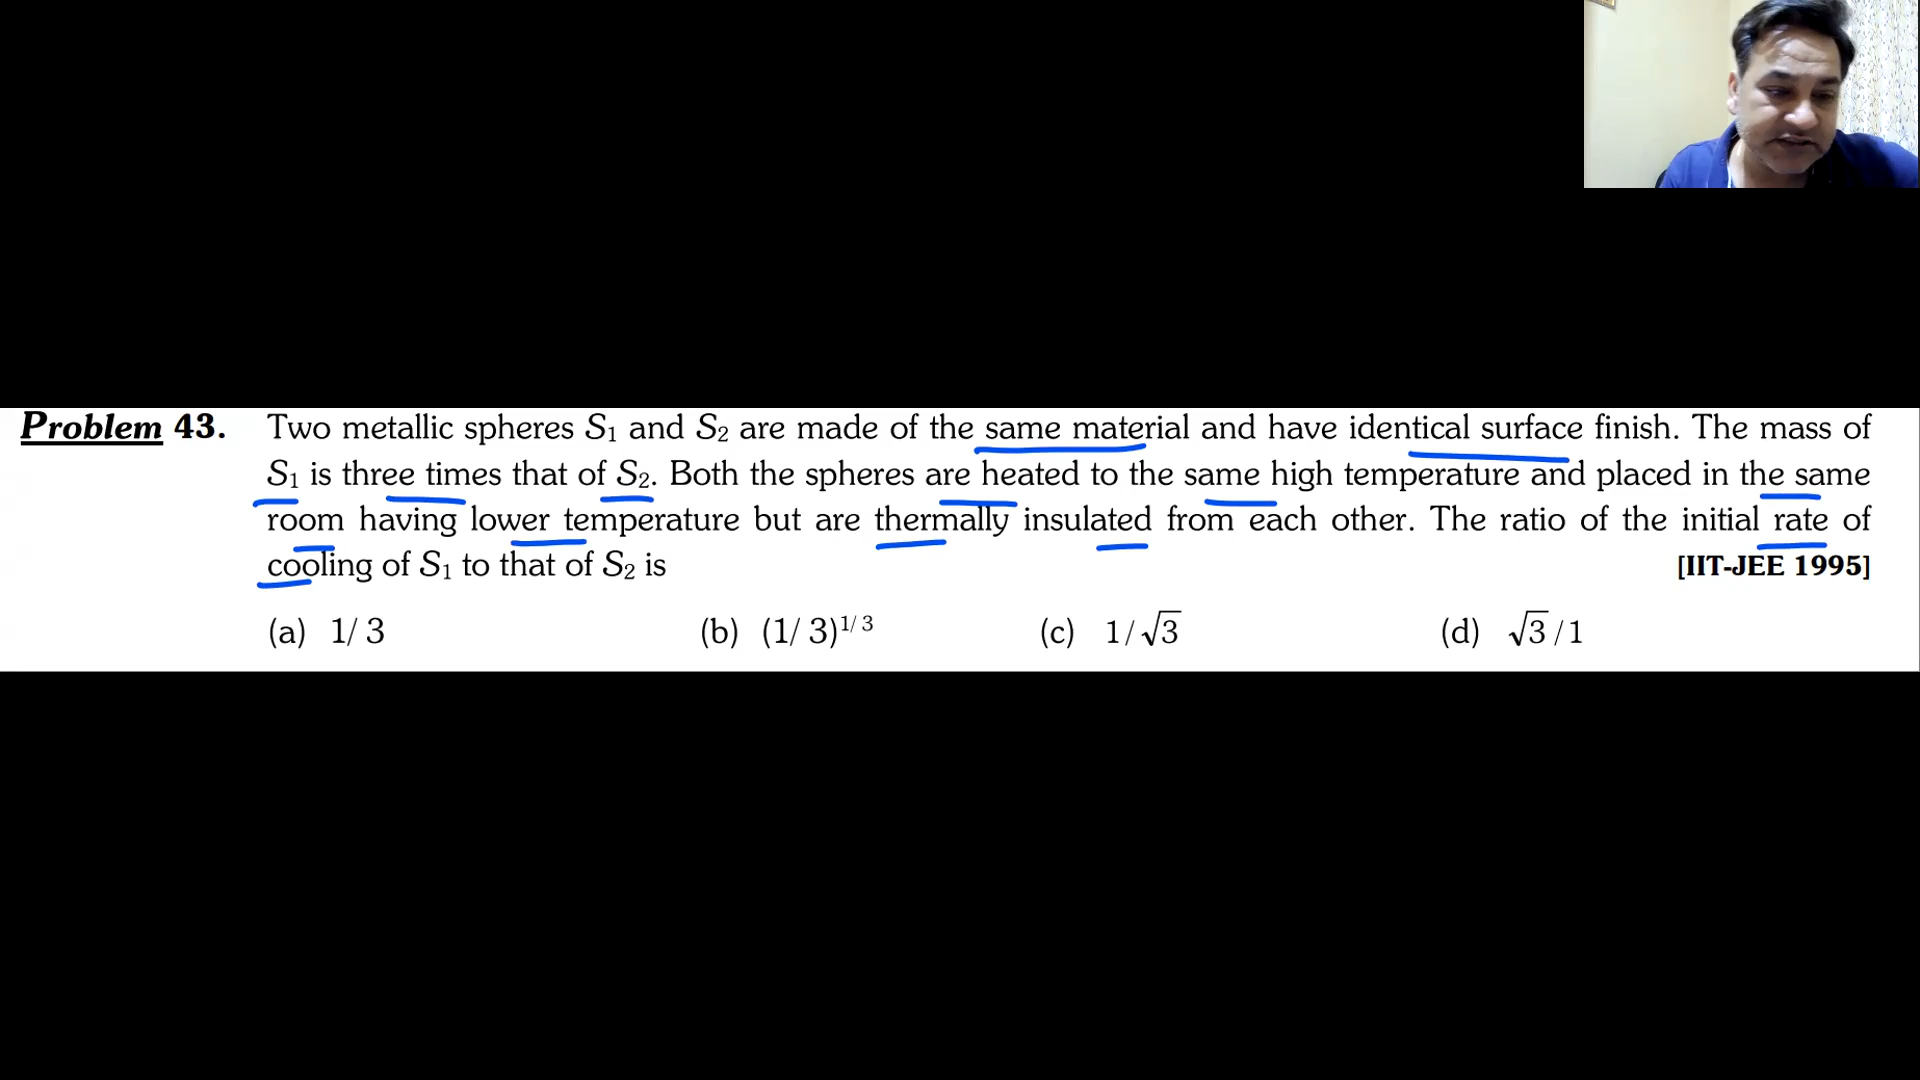 Problem 43. Two metallic spheres S₁ and S₂ are made of the same material and have identical surface finish. The mass of
S₁ is three times that of S₂. Both the spheres are heated to the same high temperature and placed in the same
room having lower temperature but are thermally insulated from each other. The ratio of the initial rate of
cooling of S₁ to that of S₂ is [IIT-JEE 1995]
(a) 1/ 3 (b) (1/ 3)^{1/ 3} (c) 1/√3 (d) √3/1